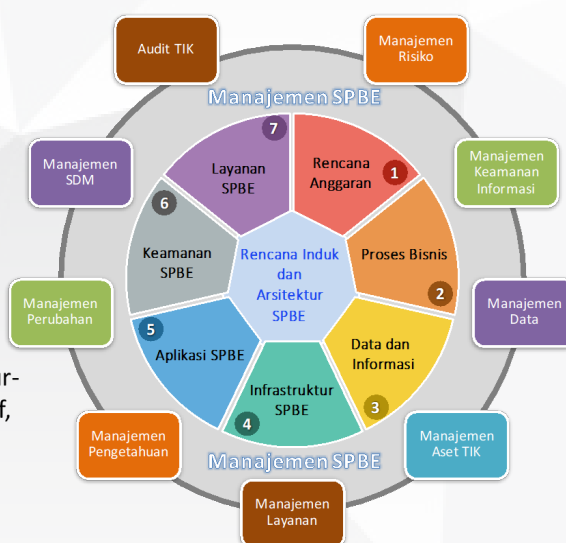 Audit TIK
Manajemen
Risiko
Manajemen SPBE
Manajemen
SDM
Manajemen
Keamanan
Informasi
7
Layanan
SPBE
Rencana
Anggaran
1
6
Keamanan
SPBE
Rencana Induk
dan
Arsitektur
SPBE
Proses Bisnis
2
Manajemen
Perubahan
Manajemen
Data
5
Aplikasi SPBE
Data dan
Informasi
3
Infrastruktur
SPBE
4
ur-
f,
Manajemen
Pengetahuan
Manajemen
Aset TIK
Manajemen SPBE
Manajemen
Layanan